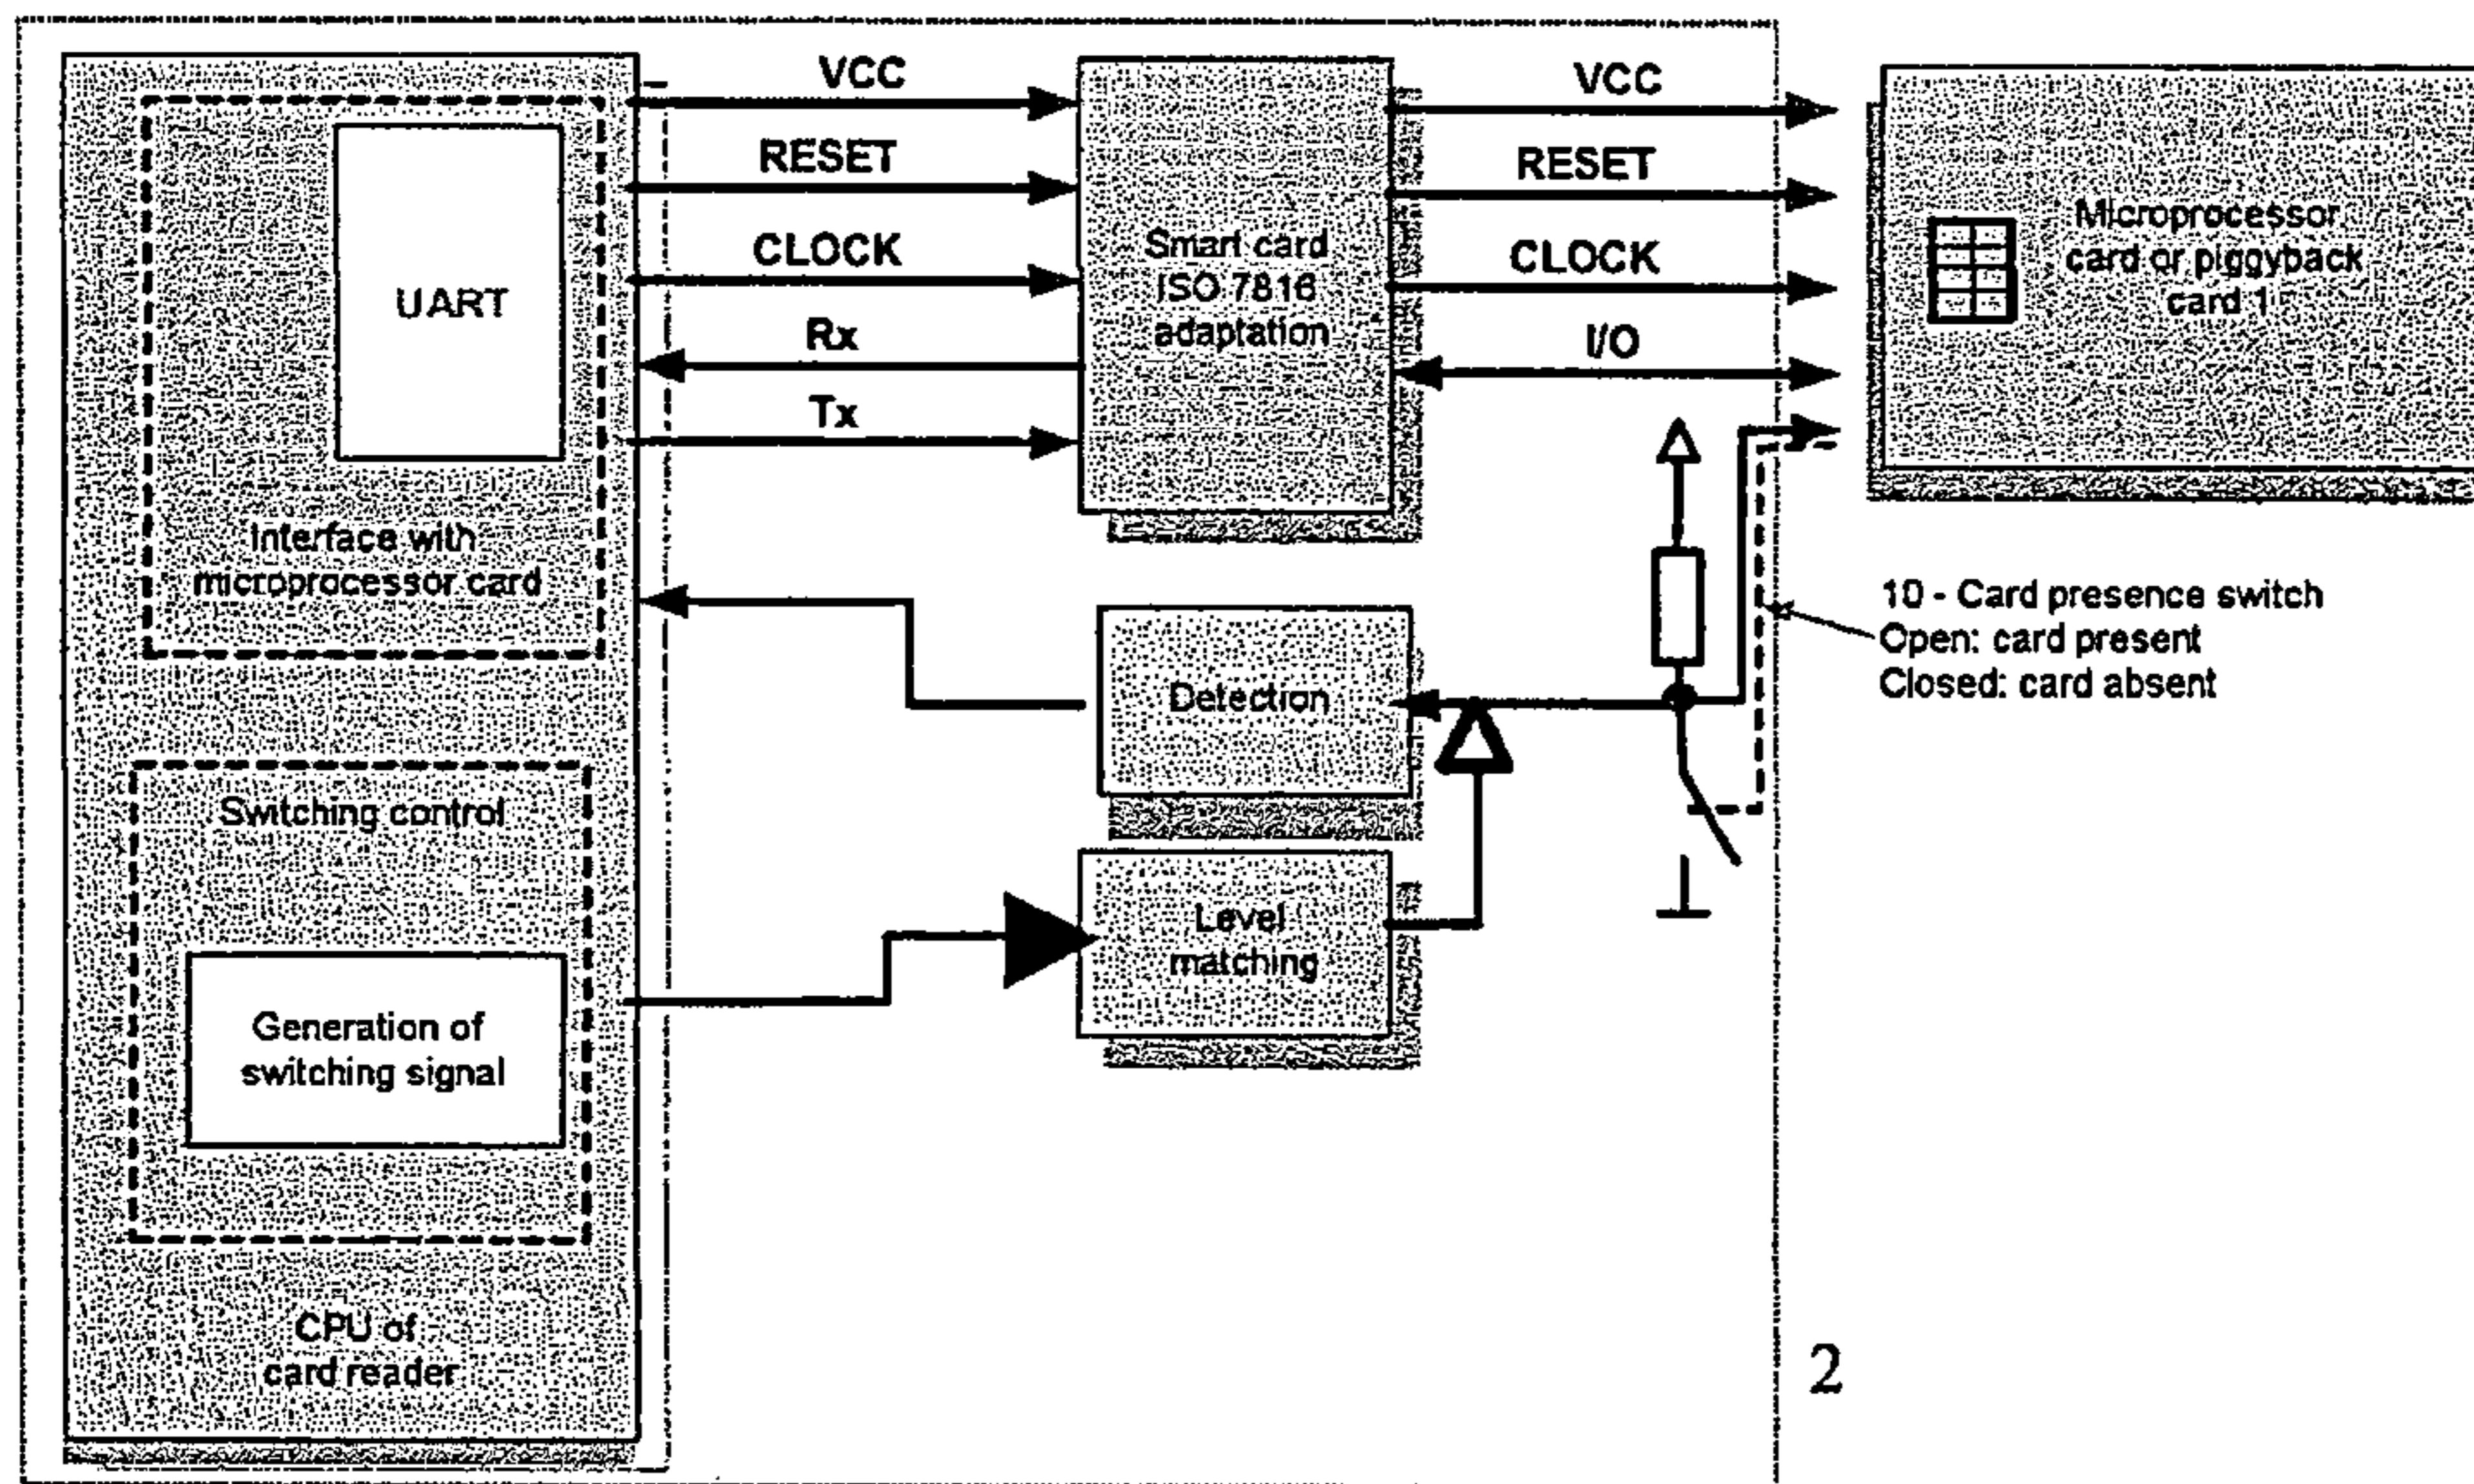 VCC
RESET
CLOCK
Rx
Tx
UART
Interface with
microprocessor card
Smart card
ISO 7816
adaptation
VCC
RESET
CLOCK
I/O
Microprocessor
card or piggyback
card 1
10 - Card presence switch
Open: card present
Closed: card absent
Detection
Switching control
Level
matching
Generation of
switching signal
CPU of
card reader
2